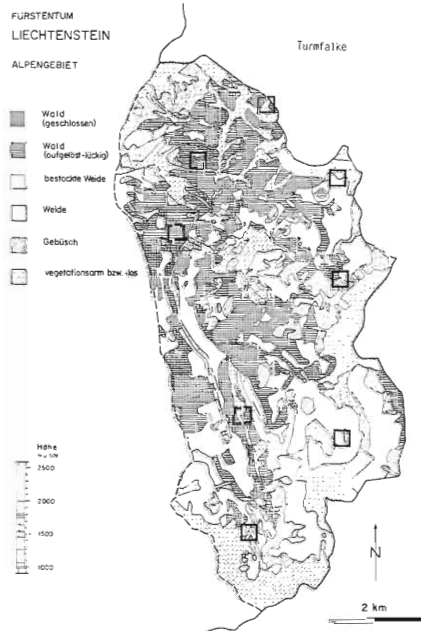 FÜRSTENTUM
LIECHTENSTEIN
ALPENGEBIET
Turmfalke
Wald
(geschlossen)
Wald
(aufgelöst-lückig)
bestockte Weide
Weide
Gebüsch
vegetationsarm bzw. -los
Höhe
2500
2000
1500
1000
N
2 km